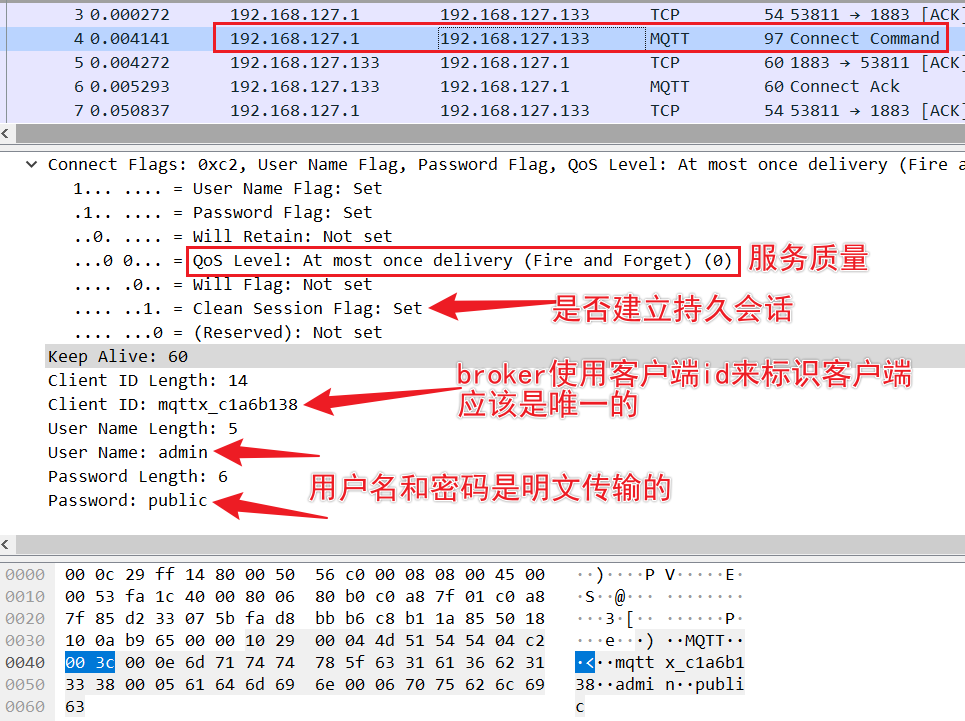 3 0.000272 192.168.127.1 192.168.127.133 TCP 54 53811 → 1883 [ACK]
4 0.004141 192.168.127.1 192.168.127.133 MQTT 97 Connect Command
5 0.004272 192.168.127.133 192.168.127.1 TCP 60 1883 → 53811 [ACK]
6 0.005293 192.168.127.133 192.168.127.1 MQTT 60 Connect Ack
7 0.050837 192.168.127.1 192.168.127.133 TCP 54 53811 → 1883 [ACK]
Connect Flags: 0xc2, User Name Flag, Password Flag, QoS Level: At most once delivery (Fire a
1... .... = User Name Flag: Set
.1.. .... = Password Flag: Set
..0. .... = Will Retain: Not set
...0 0... = QoS Level: At most once delivery (Fire and Forget) (0) 服务质量
.... .0.. = Will Flag: Not set
.... ..1. = Clean Session Flag: Set 是否建立持久会话
.... ...0 = (Reserved): Not set
Keep Alive: 60
Client ID Length: 14
broker使用客户端id来标识客户端
应该是唯一的
Client ID: mqttx_c1a6b138
User Name Length: 5
User Name: admin
Password Length: 6
用户名和密码是明文传输的
Password: public
0000 00 0c 29 ff 14 80 00 50 56 c0 00 08 08 00 45 00 ··)····P V·····E·
0010 00 53 fa 1c 40 00 80 06 80 b0 c0 a8 7f 01 c0 a8 ·S··@··· ········
0020 7f 85 d2 33 07 5b fa d8 bb b6 c8 b1 1a 85 50 18 ···3·[·· ······P·
0030 10 0a b9 65 00 00 10 29 00 04 4d 51 54 54 04 c2 ···e···) ··MQTT··
0040 00 3c 00 0e 6d 71 74 74 78 5f 63 31 61 36 62 31 ·<··mqtt x_c1a6b1
0050 33 38 00 05 61 64 6d 69 6e 00 06 70 75 62 6c 69 38··admi n··publi
0060 63 c